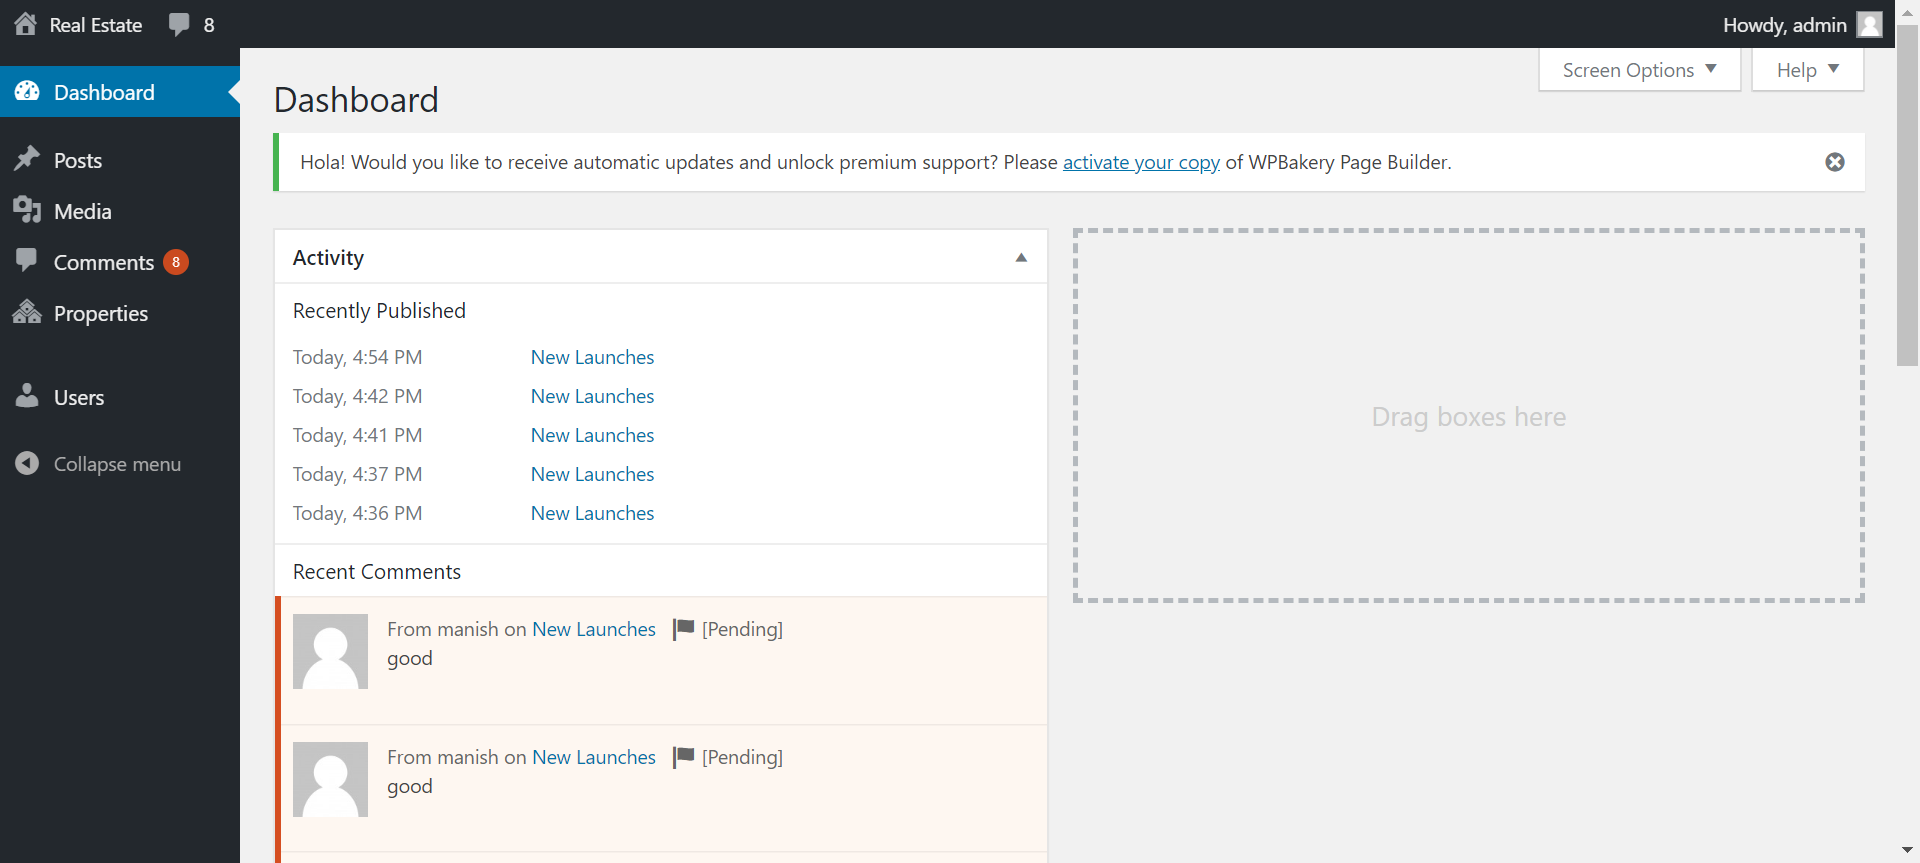 Real Estate 8 Howdy, admin
Screen Options Help
Dashboard
Posts
Media
Comments 8
Properties
Users
Collapse menu
Dashboard
Hola! Would you like to receive automatic updates and unlock premium support? Please activate your copy of WPBakery Page Builder.
Activity
Recently Published
Today, 4:54 PM New Launches
Today, 4:42 PM New Launches
Today, 4:41 PM New Launches
Today, 4:37 PM New Launches
Today, 4:36 PM New Launches
Recent Comments
From manish on New Launches [Pending]
good
From manish on New Launches [Pending]
good
Drag boxes here